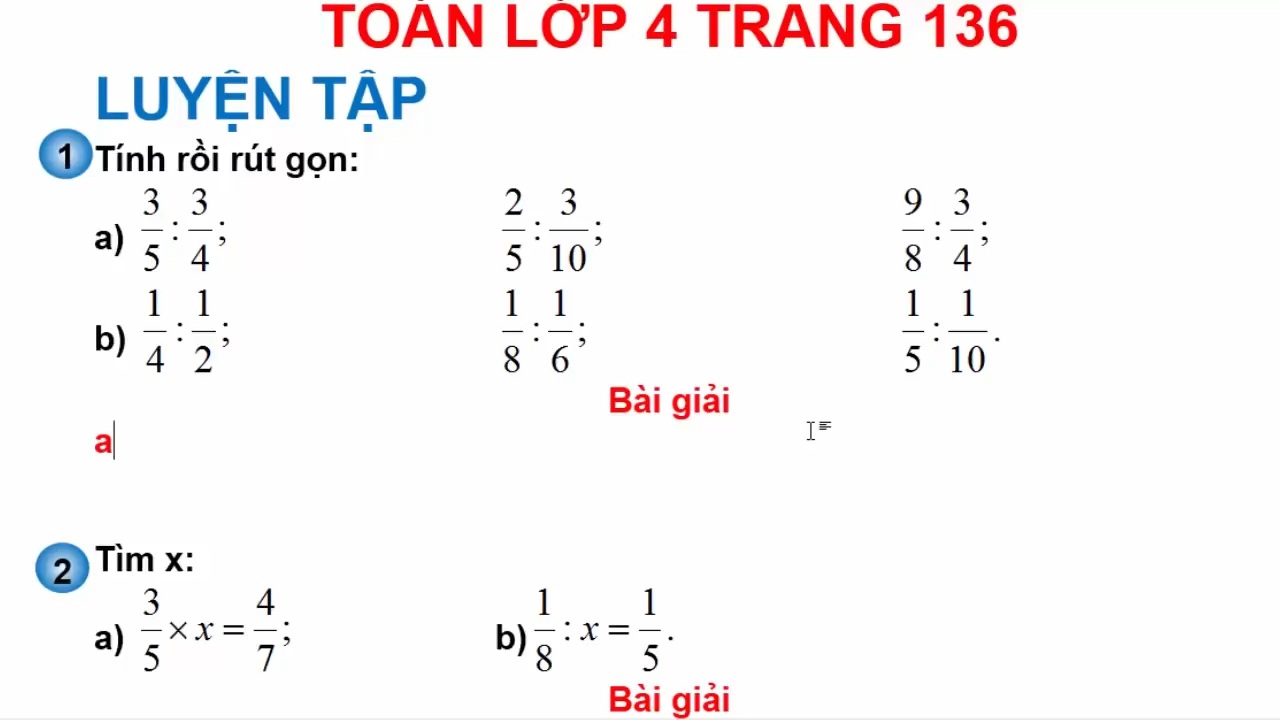 TOÁN LỚP 4 TRANG 136
LUYỆN TẬP
1 Tính rồi rút gọn:
a) 3/5 : 3/4; 2/5 : 3/10; 9/8 : 3/4;
b) 1/4 : 1/2; 1/8 : 1/6; 1/5 : 1/10.
Bài giải
a
2 Tìm x:
a) 3/5 × x = 4/7; b) 1/8 : x = 1/5.
Bài giải